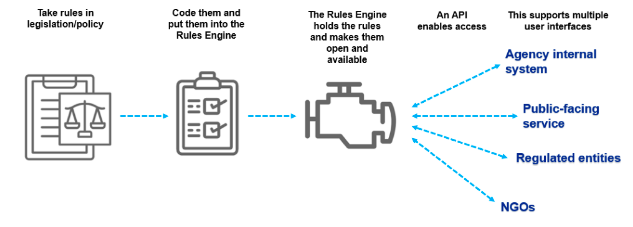 Take rules in
legislation/policy
Code them and
put them into the
Rules Engine
The Rules Engine
holds the rules
and makes them
open and
available
An API
enables access
This supports multiple
user interfaces
Agency internal
system
Public-facing
service
Regulated entities
NGOs